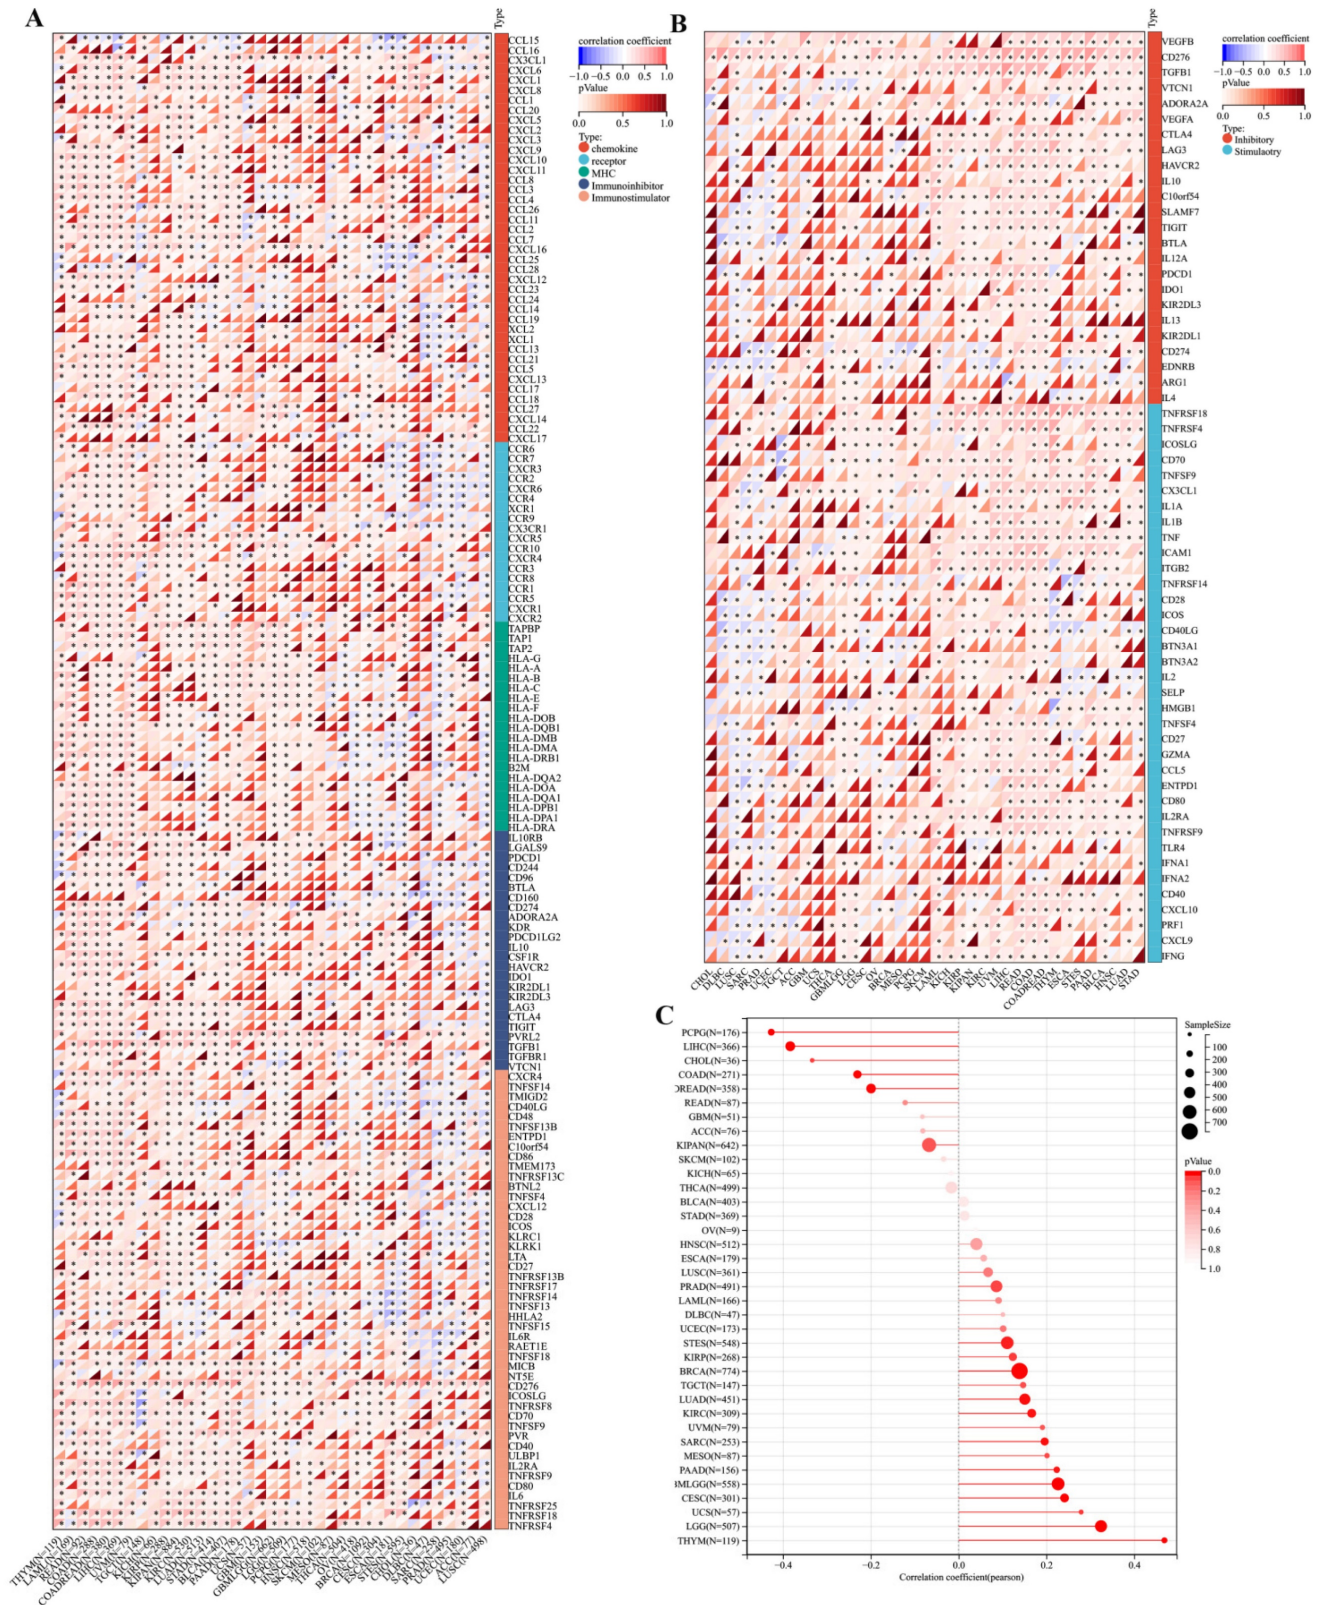 A
Type
CCL15
CCL16
CX3CL1
CXCL6
CXCL1
CXCL8
CCL1
CCL20
CXCL5
CXCL2
CXCL3
CXCL9
CXCL10
CXCL11
CCL8
CCL3
CCL4
CCL26
CCL11
CCL2
CCL7
CXCL16
CCL25
CCL28
CXCL12
CCL23
CCL24
CCL14
CCL19
XCL2
XCL1
CCL13
CCL21
CCL5
CXCL13
CCL17
CCL18
CCL27
CXCL14
CCL22
CXCL17
CCR6
CCR7
CXCR3
CCR2
CXCR6
CCR4
XCR1
CCR9
CX3CR1
CXCR5
CCR10
CXCR4
CCR3
CCR8
CCR1
CCR5
CXCR1
CXCR2
TAPBP
TAP1
TAP2
HLA-G
HLA-A
HLA-B
HLA-C
HLA-E
HLA-F
HLA-DOB
HLA-DQB1
HLA-DMB
HLA-DMA
HLA-DRB1
B2M
HLA-DQA2
HLA-DOA
HLA-DQA1
HLA-DPB1
HLA-DPA1
HLA-DRA
IL10RB
LGALS9
PDCD1
CD244
CD96
BTLA
CD160
CD274
ADORA2A
KDR
PDCD1LG2
IL10
CSF1R
HAVCR2
IDO1
KIR2DL1
KIR2DL3
LAG3
CTLA4
TIGIT
PVRL2
TGFB1
TGFBR1
VTCN1
CXCR4
TNFSF14
TMIGD2
CD40LG
CD48
TNFSF13B
ENTPD1
C10orf54
CD86
TMEM173
TNFRSF13C
BTNL2
TNFSF4
CXCL12
CD28
ICOS
KLRC1
KLRK1
LTA
CD27
TNFRSF13B
TNFRSF17
TNFRSF14
TNFSF13
HHLA2
TNFSF15
IL6R
RAET1E
TNFSF18
MICB
NT5E
CD276
ICOSLG
TNFRSF8
CD70
TNFSF9
PVR
CD40
ULBP1
IL2RA
TNFRSF9
CD80
IL6
TNFRSF25
TNFRSF18
TNFRSF4
correlation coefficient
−1.0 −0.5 0.0 0.5 1.0
pValue
0.0 0.5 1.0
Type:
chemokine
receptor
MHC
Immunoinhibitor
Immunostimulator
B
Type
VEGFB
CD276
TGFB1
VTCN1
ADORA2A
VEGFA
CTLA4
LAG3
HAVCR2
IL10
C10orf54
SLAMF7
TIGIT
BTLA
IL12A
PDCD1
IDO1
KIR2DL3
IL13
KIR2DL1
CD274
EDNRB
ARG1
IL4
TNFRSF18
TNFRSF4
ICOSLG
CD70
TNFSF9
CX3CL1
IL1A
IL1B
TNF
ICAM1
ITGB2
TNFRSF14
CD28
ICOS
CD40LG
BTN3A1
BTN3A2
IL2
SELP
HMGB1
TNFSF4
CD27
GZMA
CCL5
ENTPD1
CD80
IL2RA
TNFRSF9
TLR4
IFNA1
IFNA2
CD40
CXCL10
PRF1
CXCL9
IFNG
CHOL
DLBC
LUSC
SARC
PRAD
UCEC
TGCT
ACC
GBM
UCS
THCA
GBMLGG
LGG
CESC
OV
BRCA
MESO
PCPG
SKCM
LAML
KICH
KIRP
KIPAN
KIRC
UVM
LIHC
READ
COAD
COADREAD
THYM
ESCA
STES
PAAD
BLCA
HNSC
LUAD
STAD
correlation coefficient
−1.0 −0.5 0.0 0.5 1.0
pValue
0.0 0.5 1.0
Type:
Inhibitory
Stimulaotry
C
PCPG(N=176)
LIHC(N=366)
CHOL(N=36)
COAD(N=271)
OREAD(N=358)
READ(N=87)
GBM(N=51)
ACC(N=76)
KIPAN(N=642)
SKCM(N=102)
KICH(N=65)
THCA(N=499)
BLCA(N=403)
STAD(N=369)
OV(N=9)
HNSC(N=512)
ESCA(N=179)
LUSC(N=361)
PRAD(N=491)
LAML(N=166)
DLBC(N=47)
UCEC(N=173)
STES(N=548)
KIRP(N=268)
BRCA(N=774)
TGCT(N=147)
LUAD(N=451)
KIRC(N=309)
UVM(N=79)
SARC(N=253)
MESO(N=87)
PAAD(N=156)
BMLGG(N=558)
CESC(N=301)
UCS(N=57)
LGG(N=507)
THYM(N=119)
−0.4 −0.2 0.0 0.2 0.4
Correlation coefficient(pearson)
SampleSize
100
200
300
400
500
600
700
pValue
0.0
0.2
0.4
0.6
0.8
1.0